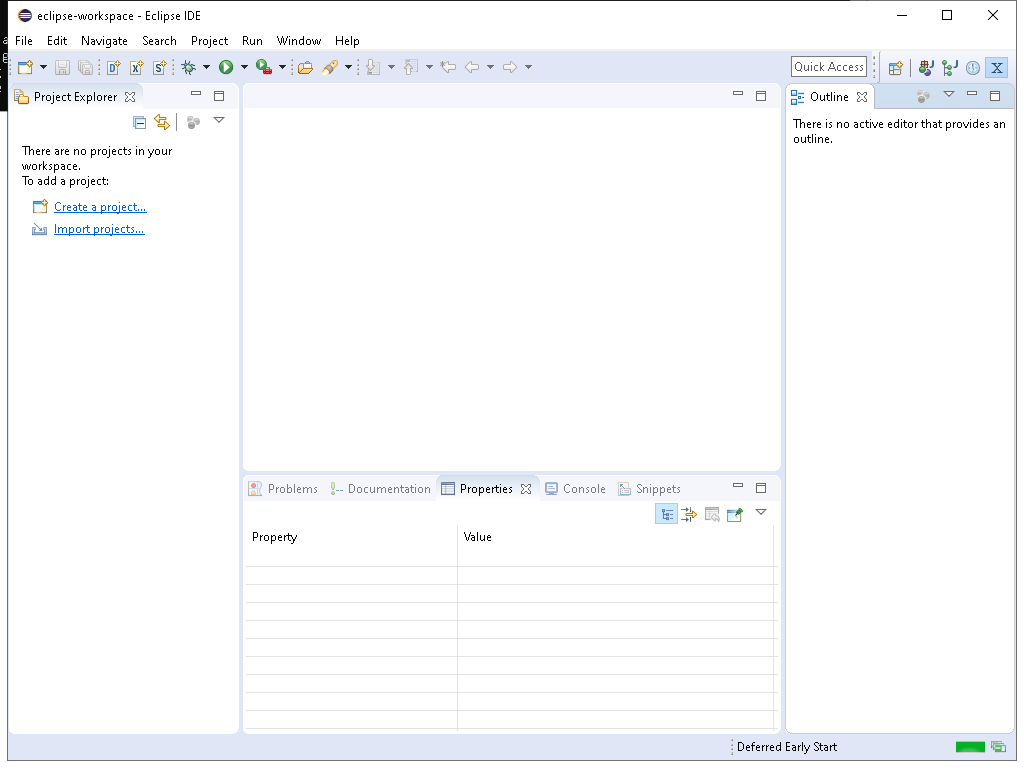 eclipse-workspace - Eclipse IDE
File Edit Navigate Search Project Run Window Help
Quick Access
Project Explorer
There are no projects in your
workspace.
To add a project:
Create a project...
Import projects...
Outline
There is no active editor that provides an
outline.
Problems Documentation Properties Console Snippets
Property Value
Deferred Early Start